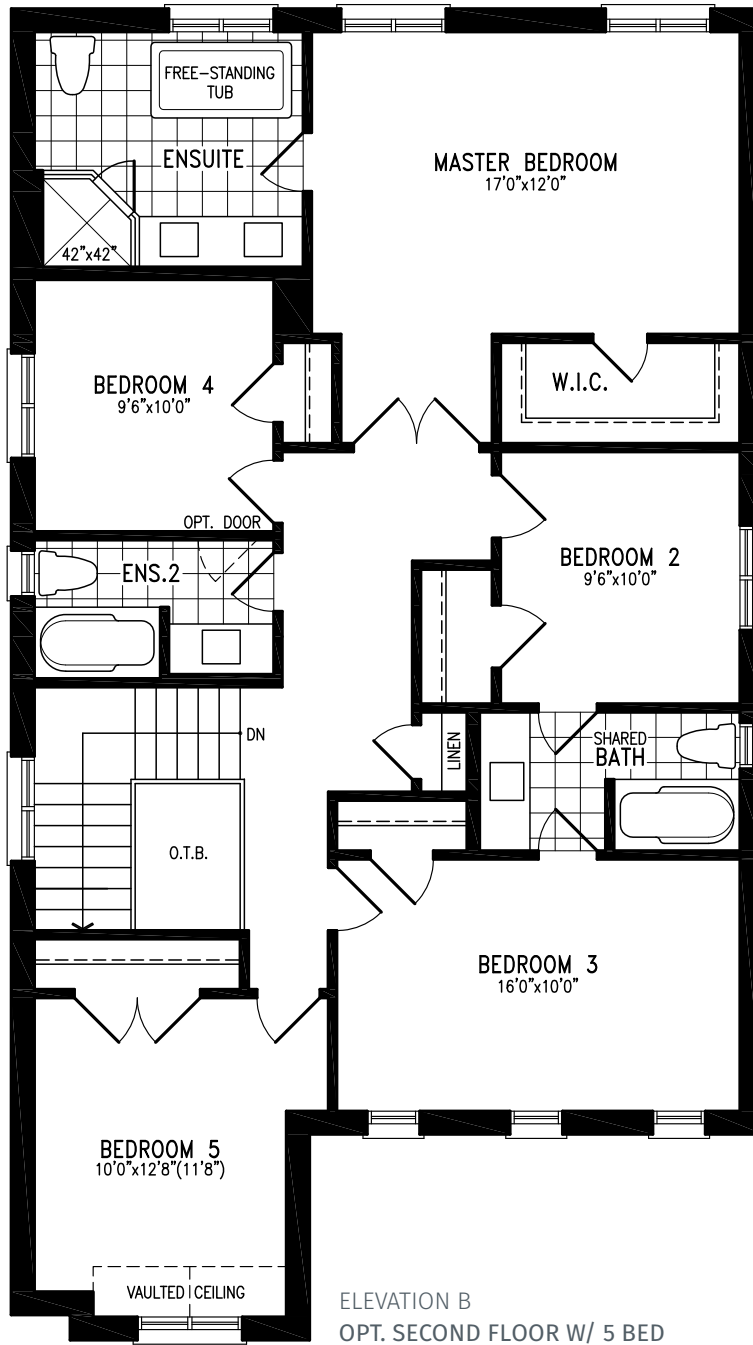 FREE-STANDING
TUB
ENSUITE
MASTER BEDROOM
17'0"x12'0"
42"x42"
BEDROOM 4
9'6"x10'0"
W.I.C.
OPT. DOOR
ENS.2
BEDROOM 2
9'6"x10'0"
DN
LINEN
SHARED
BATH
O.T.B.
BEDROOM 3
16'0"x10'0"
BEDROOM 5
10'0"x12'8"(11'8")
VAULTED CEILING
ELEVATION B
OPT. SECOND FLOOR W/ 5 BED